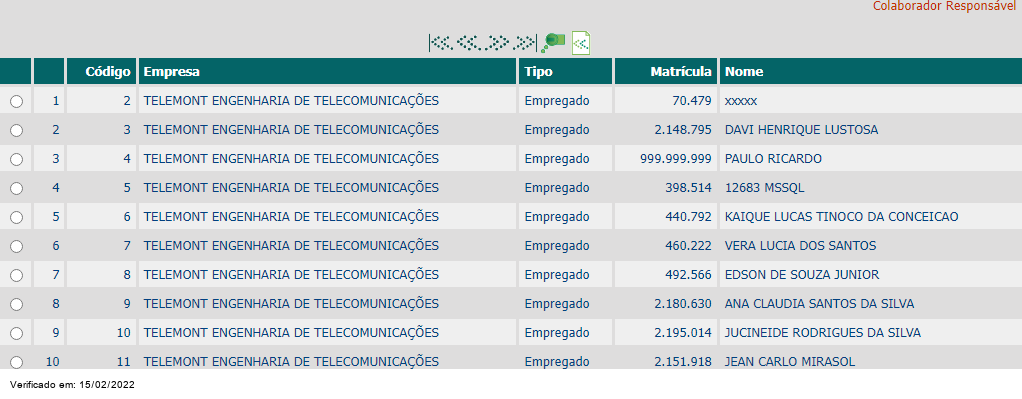 Colaborador Responsável
Código Empresa Tipo Matrícula Nome
1 2 TELEMONT ENGENHARIA DE TELECOMUNICAÇÕES Empregado 70.479 xxxxx
2 3 TELEMONT ENGENHARIA DE TELECOMUNICAÇÕES Empregado 2.148.795 DAVI HENRIQUE LUSTOSA
3 4 TELEMONT ENGENHARIA DE TELECOMUNICAÇÕES Empregado 999.999.999 PAULO RICARDO
4 5 TELEMONT ENGENHARIA DE TELECOMUNICAÇÕES Empregado 398.514 12683 MSSQL
5 6 TELEMONT ENGENHARIA DE TELECOMUNICAÇÕES Empregado 440.792 KAIQUE LUCAS TINOCO DA CONCEICAO
6 7 TELEMONT ENGENHARIA DE TELECOMUNICAÇÕES Empregado 460.222 VERA LUCIA DOS SANTOS
7 8 TELEMONT ENGENHARIA DE TELECOMUNICAÇÕES Empregado 492.566 EDSON DE SOUZA JUNIOR
8 9 TELEMONT ENGENHARIA DE TELECOMUNICAÇÕES Empregado 2.180.630 ANA CLAUDIA SANTOS DA SILVA
9 10 TELEMONT ENGENHARIA DE TELECOMUNICAÇÕES Empregado 2.195.014 JUCINEIDE RODRIGUES DA SILVA
10 11 TELEMONT ENGENHARIA DE TELECOMUNICAÇÕES Empregado 2.151.918 JEAN CARLO MIRASOL
Verificado em: 15/02/2022